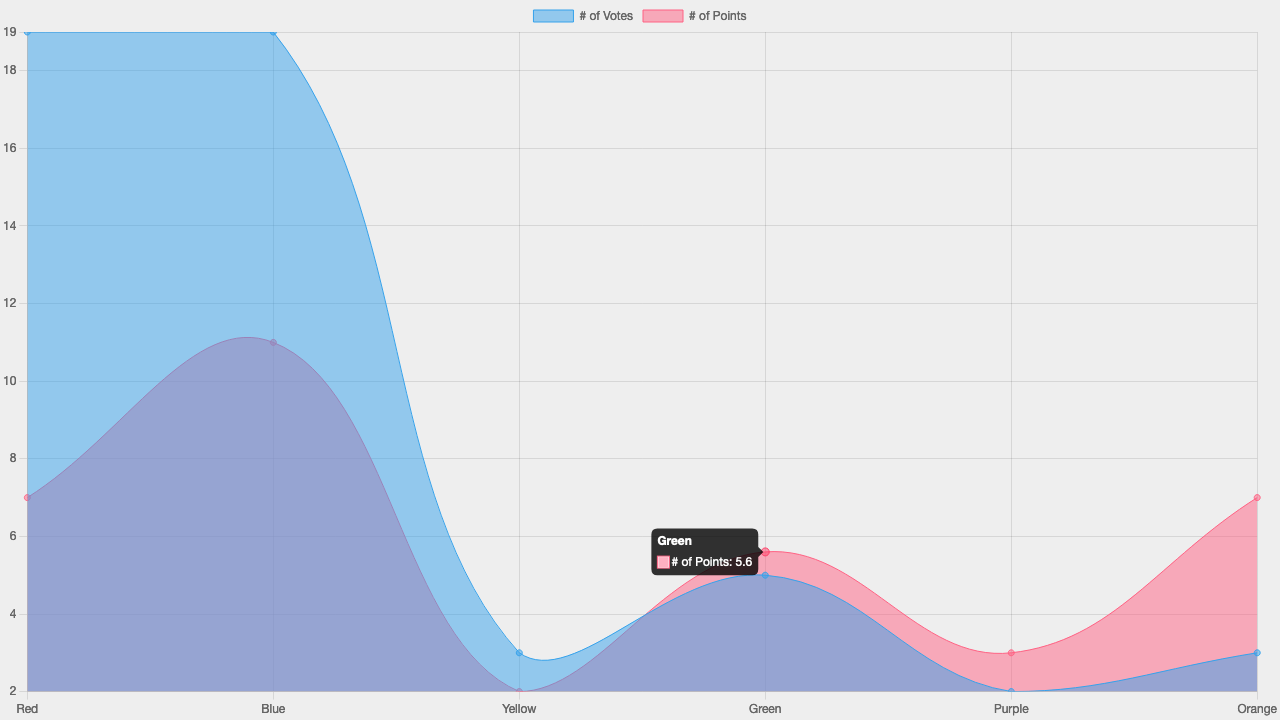 # of Votes # of Points
19
18
16
14
12
10
8
6
4
2
Green
# of Points: 5.6
Red Blue Yellow Green Purple Orange